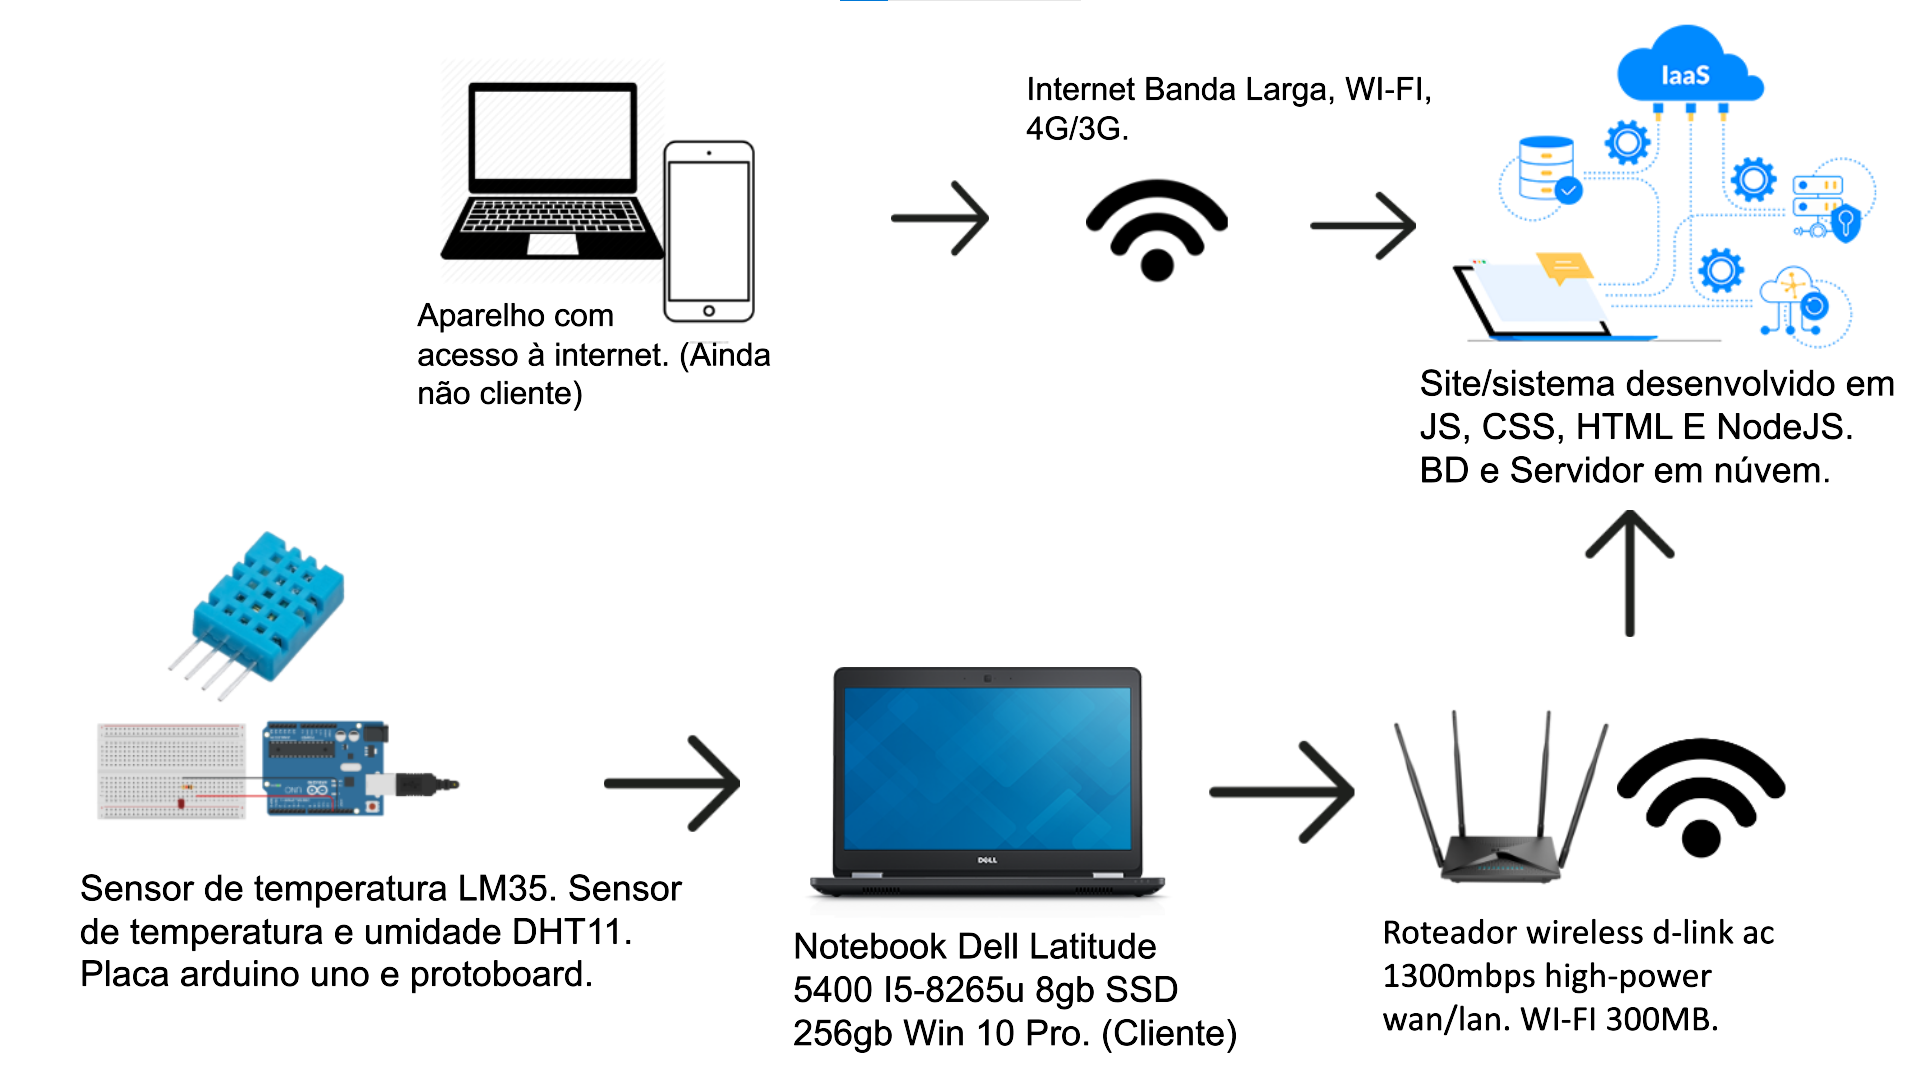 Internet Banda Larga, WI-FI,
4G/3G.
IaaS
Aparelho com
acesso à internet. (Ainda
não cliente)
Site/sistema desenvolvido em
JS, CSS, HTML E NodeJS.
BD e Servidor em núvem.
UNO
DELL
Sensor de temperatura LM35. Sensor
de temperatura e umidade DHT11.
Placa arduino uno e protoboard.
Notebook Dell Latitude
5400 I5-8265u 8gb SSD
256gb Win 10 Pro. (Cliente)
Roteador wireless d-link ac
1300mbps high-power
wan/lan. WI-FI 300MB.